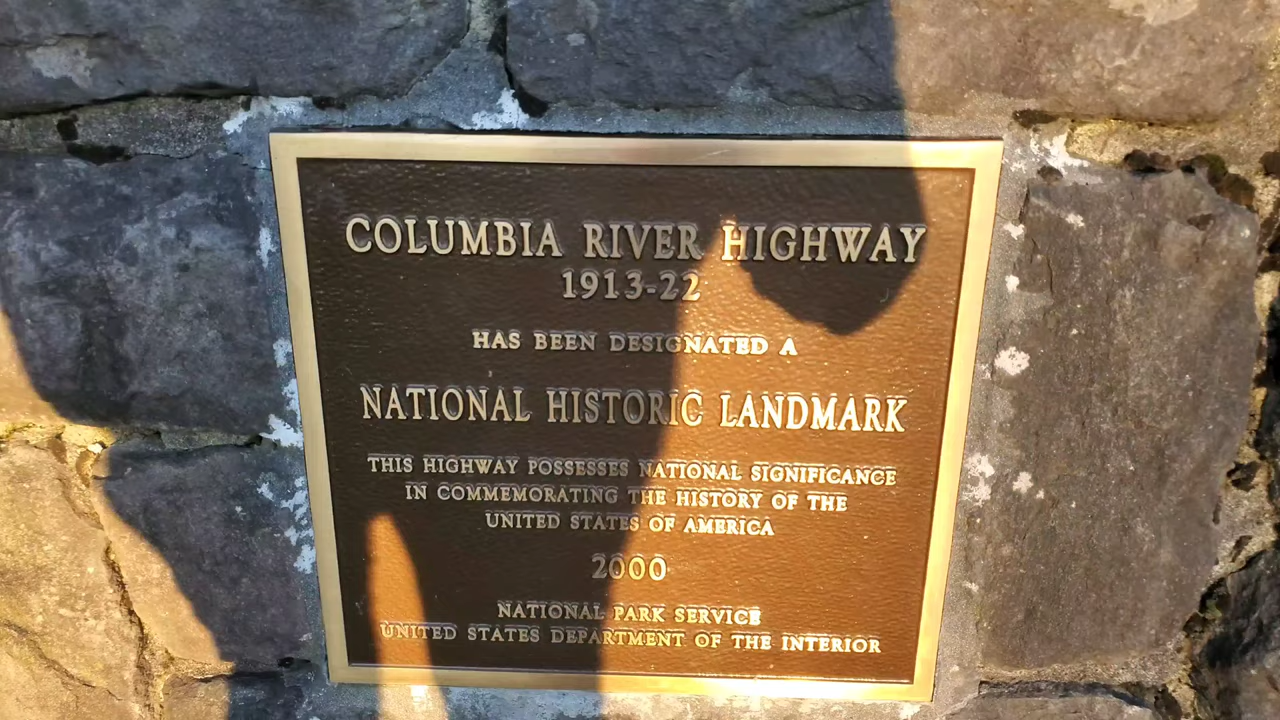 COLUMBIA RIVER HIGHWAY
1913-22
HAS BEEN DESIGNATED A
NATIONAL HISTORIC LANDMARK
THIS HIGHWAY POSSESSES NATIONAL SIGNIFICANCE
IN COMMEMORATING THE HISTORY OF THE
UNITED STATES OF AMERICA
2000
NATIONAL PARK SERVICE
UNITED STATES DEPARTMENT OF THE INTERIOR